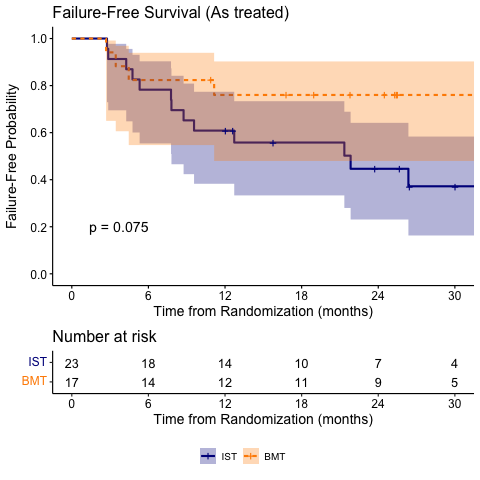 Failure-Free Survival (As treated)
Failure-Free Probability
1.0
0.8
0.6
0.4
0.2
0.0
p = 0.075
0 6 12 18 24 30
Time from Randomization (months)
Number at risk
IST 23 18 14 10 7 4
BMT 17 14 12 11 9 5
0 6 12 18 24 30
Time from Randomization (months)
IST BMT